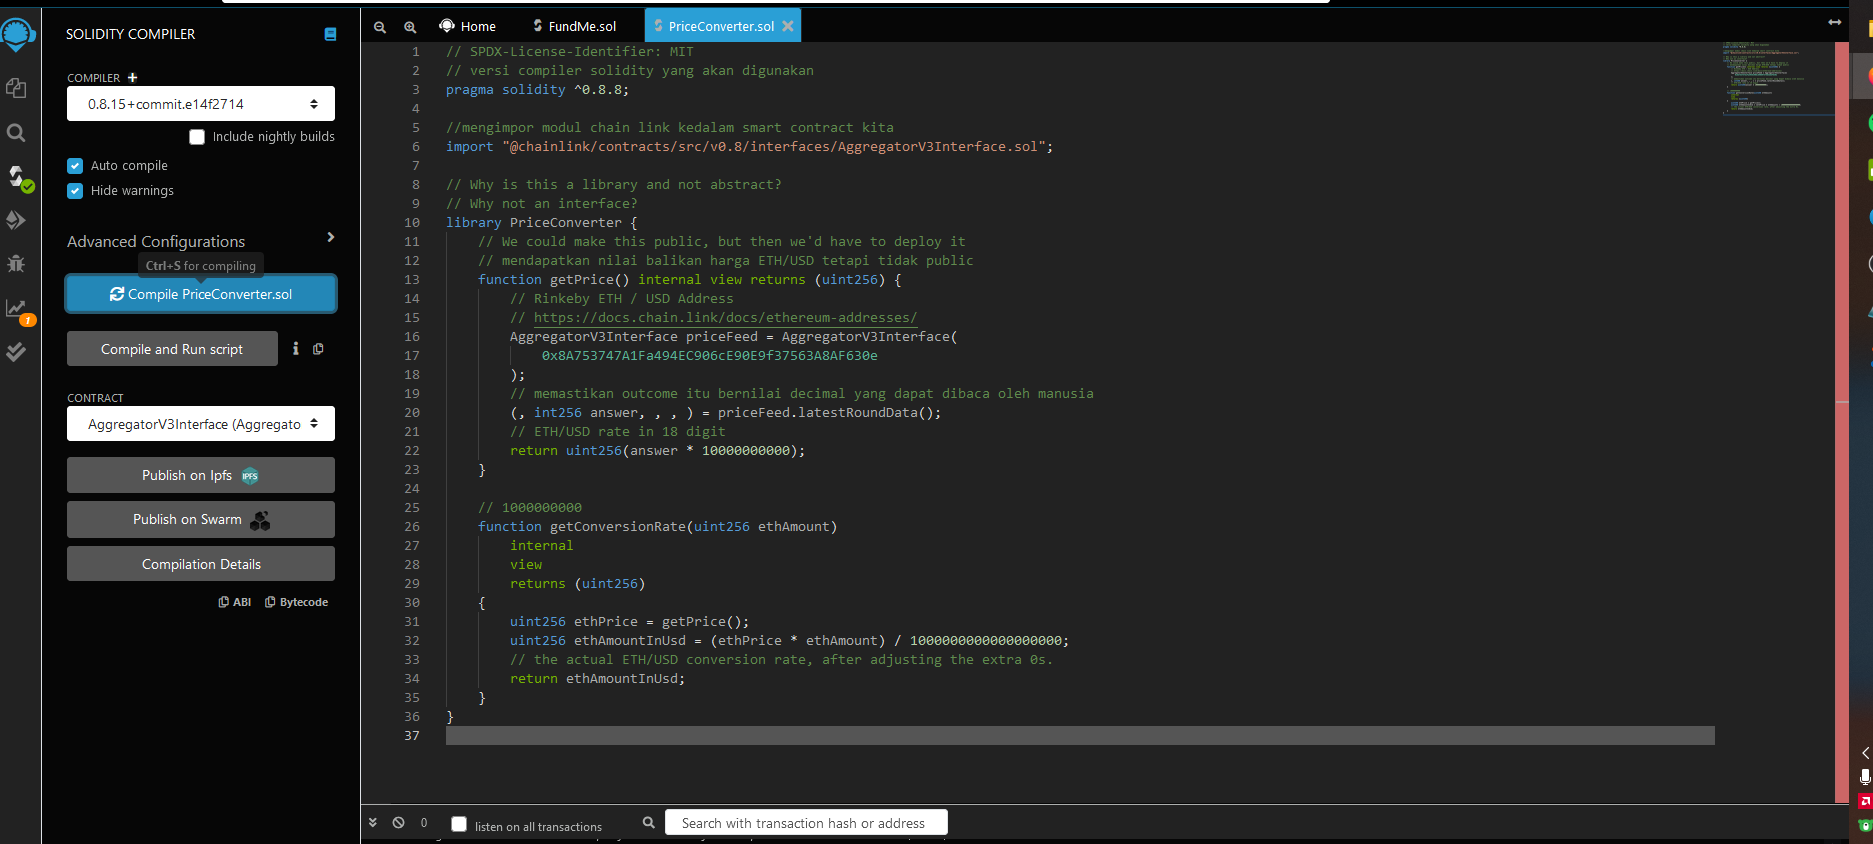 SOLIDITY COMPILER
COMPILER +
0.8.15+commit.e14f2714
Include nightly builds
Auto compile
Hide warnings
Advanced Configurations
Ctrl+S for compiling
Compile PriceConverter.sol
Compile and Run script
CONTRACT
AggregatorV3Interface (Aggregato
Publish on Ipfs IPFS
Publish on Swarm
Compilation Details
ABI Bytecode
1
Home FundMe.sol PriceConverter.sol
1 // SPDX-License-Identifier: MIT
2 // versi compiler solidity yang akan digunakan
3 pragma solidity ^0.8.8;
4
5 //mengimpor modul chain link kedalam smart contract kita
6 import "@chainlink/contracts/src/v0.8/interfaces/AggregatorV3Interface.sol";
7
8 // Why is this a library and not abstract?
9 // Why not an interface?
10 library PriceConverter {
11 // We could make this public, but then we'd have to deploy it
12 // mendapatkan nilai balikan harga ETH/USD tetapi tidak public
13 function getPrice() internal view returns (uint256) {
14 // Rinkeby ETH / USD Address
15 // https://docs.chain.link/docs/ethereum-addresses/
16 AggregatorV3Interface priceFeed = AggregatorV3Interface(
17 0x8A753747A1Fa494EC906cE90E9f37563A8AF630e
18 );
19 // memastikan outcome itu bernilai decimal yang dapat dibaca oleh manusia
20 (, int256 answer, , , ) = priceFeed.latestRoundData();
21 // ETH/USD rate in 18 digit
22 return uint256(answer * 10000000000);
23 }
24
25 // 1000000000
26 function getConversionRate(uint256 ethAmount)
27 internal
28 view
29 returns (uint256)
30 {
31 uint256 ethPrice = getPrice();
32 uint256 ethAmountInUsd = (ethPrice * ethAmount) / 1000000000000000000;
33 // the actual ETH/USD conversion rate, after adjusting the extra 0s.
34 return ethAmountInUsd;
35 }
36 }
37
0 listen on all transactions Search with transaction hash or address